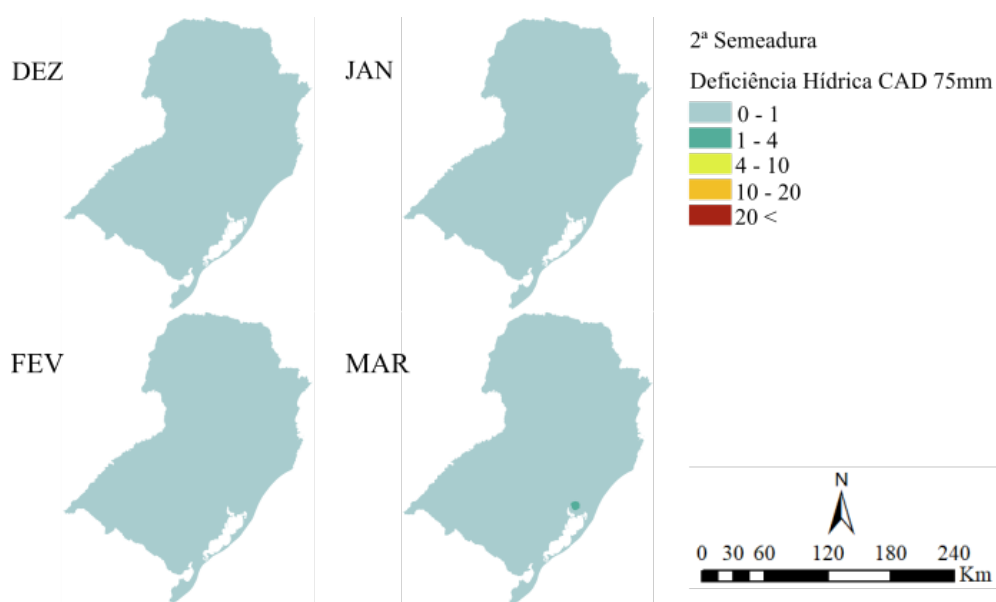 DEZ
JAN
FEV
MAR
2ª Semeadura
Deficiência Hídrica CAD 75mm
0 - 1
1 - 4
4 - 10
10 - 20
20 <
N
0 30 60 120 180 240
Km